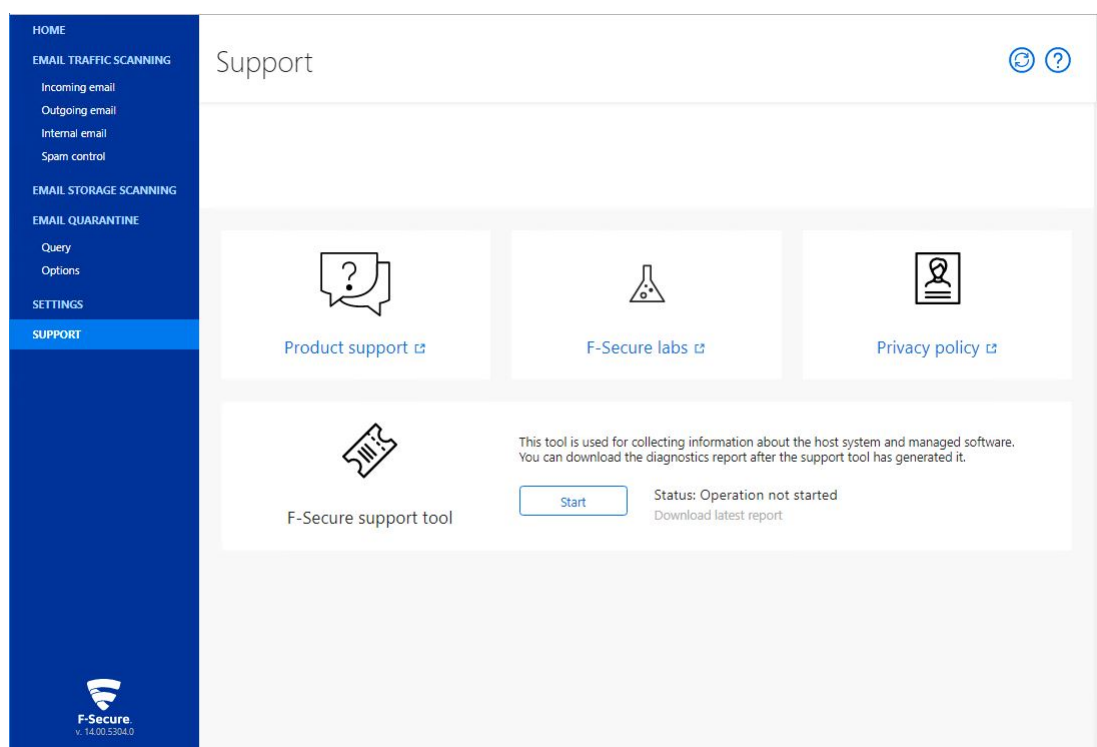 HOME
EMAIL TRAFFIC SCANNING
Incoming email
Outgoing email
Internal email
Spam control
EMAIL STORAGE SCANNING
EMAIL QUARANTINE
Query
Options
SETTINGS
SUPPORT
F-Secure.
v. 14.00.5304.0
Support
?
?
Product support
F-Secure labs
Privacy policy
F-Secure support tool
This tool is used for collecting information about the host system and managed software.
You can download the diagnostics report after the support tool has generated it.
Start
Status: Operation not started
Download latest report